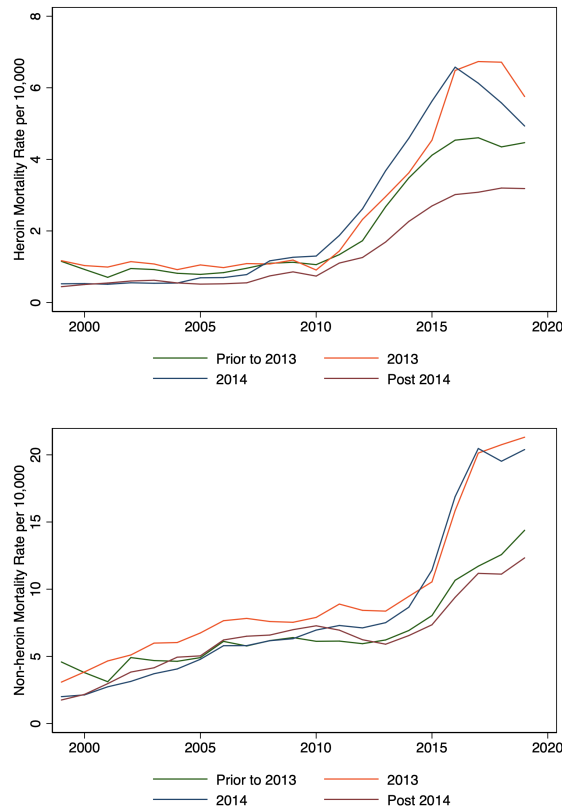 Heroin Mortality Rate per 10,000
8
6
4
2
0
2000 2005 2010 2015 2020
Prior to 2013 2013
2014 Post 2014
Non-heroin Mortality Rate per 10,000
20
15
10
5
0
2000 2005 2010 2015 2020
Prior to 2013 2013
2014 Post 2014